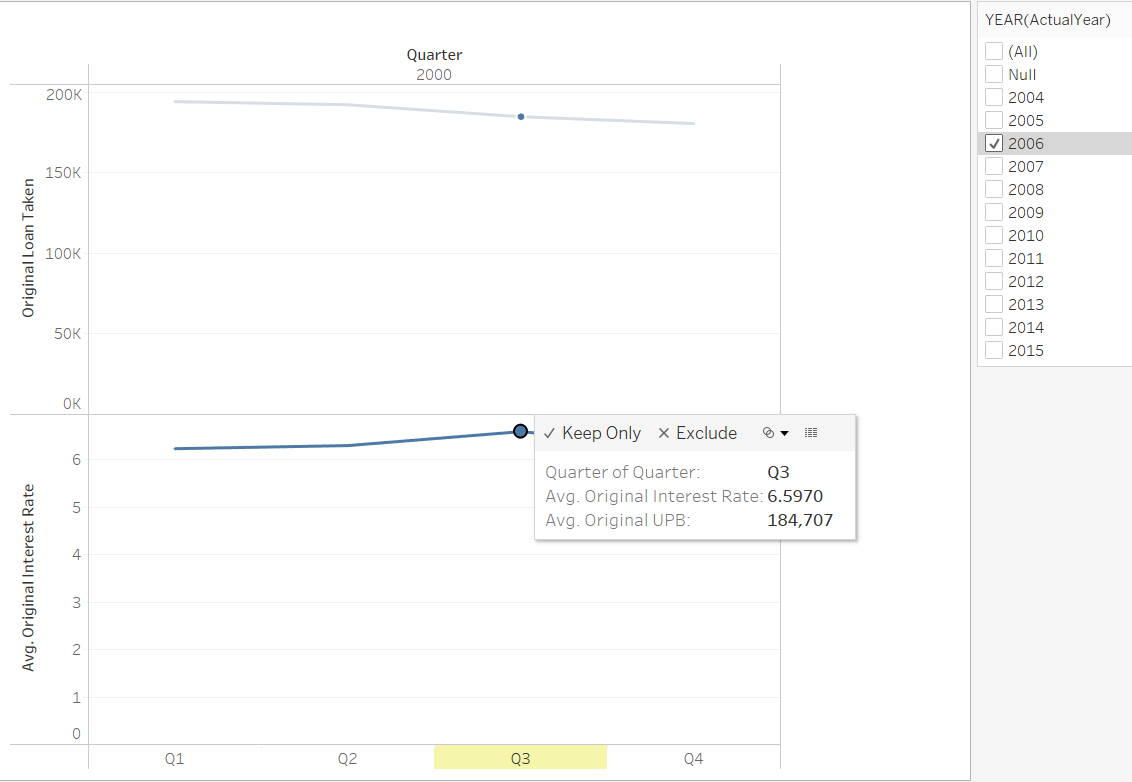 Quarter
2000
200K
150K
100K
50K
0K
Original Loan Taken
6
5
4
3
2
1
0
Avg. Original Interest Rate
Q1 Q2 Q3 Q4
Keep Only Exclude
Quarter of Quarter: Q3
Avg. Original Interest Rate: 6.5970
Avg. Original UPB: 184,707
YEAR(ActualYear)
(All)
Null
2004
2005
2006
2007
2008
2009
2010
2011
2012
2013
2014
2015